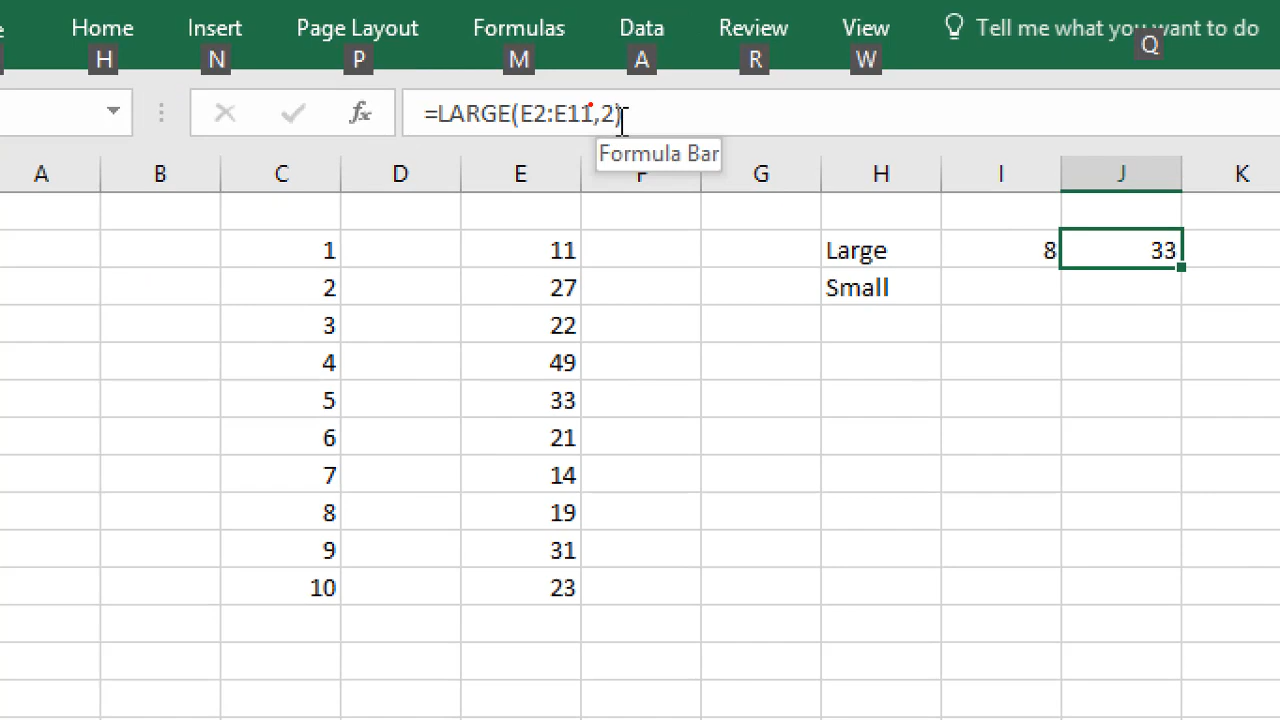 Home Insert Page Layout Formulas Data Review View Tell me what you want to do
H N P M A R W Q
fx =LARGE(E2:E11,2)
Formula Bar
A B C D E F G H I J K
1 11 Large 8 33
2 27 Small
3 22
4 49
5 33
6 21
7 14
8 19
9 31
10 23